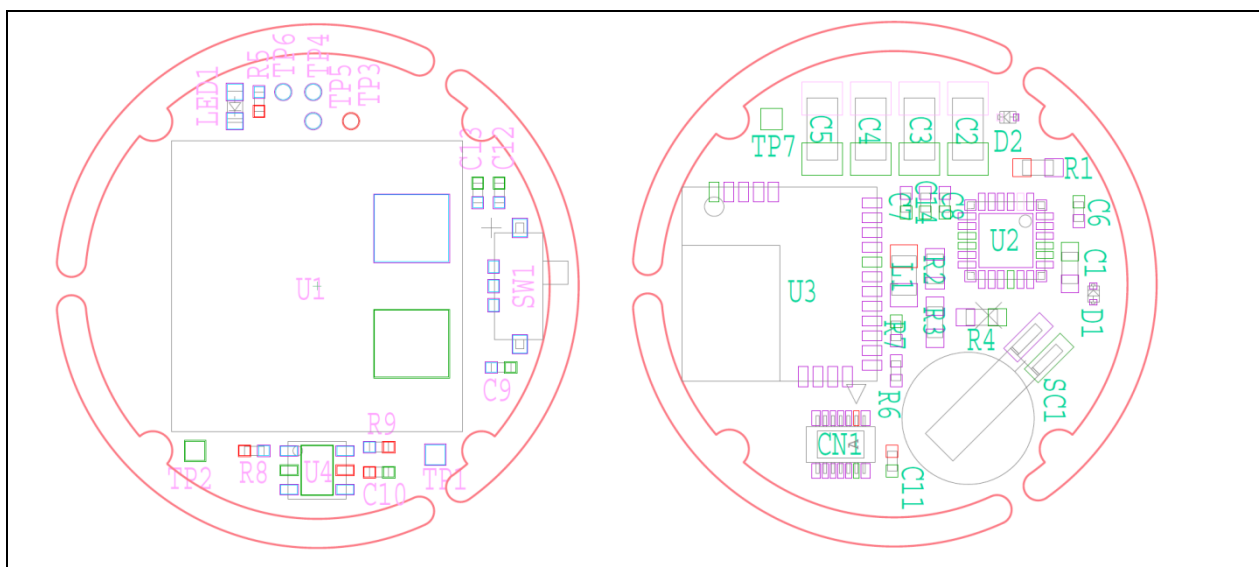 LED1
R5
TP6
TP4
TP5
TP3
C13
C12
U1
SW1
C9
TP2
R8
U4
R9
C10
TP1
TP7
C5
C4
C3
C2
D2
R1
C7
C14
C8
U2
C6
U3
L1
R2
C1
R7
R3
R4
D1
R6
SC1
CN1
C11